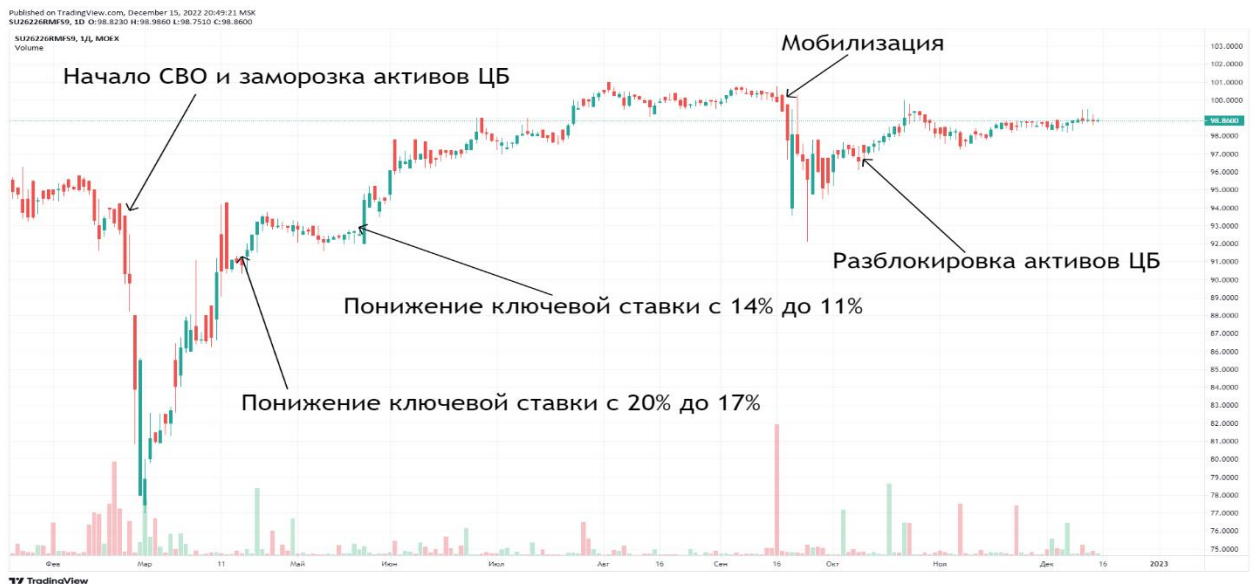 Published on TradingView.com, December 15, 2022 20:49:21 MSK
SU26226RMFS9, 1D O:98.8230 H:98.9860 L:98.7510 C:98.8600
SU26226RMFS9, 1Д, MOEX
Volume
Мобилизация
Начало СВО и заморозка активов ЦБ
Разблокировка активов ЦБ
Понижение ключевой ставки с 14% до 11%
Понижение ключевой ставки с 20% до 17%
103.0000
102.0000
101.0000
100.0000
98.8600
98.0000
97.0000
96.0000
95.0000
94.0000
93.0000
92.0000
91.0000
90.0000
89.0000
88.0000
87.0000
86.0000
85.0000
84.0000
83.0000
82.0000
81.0000
80.0000
79.0000
78.0000
77.0000
76.0000
75.0000
Фев Мар 11 Май Июн Июл Авг 16 Сен 16 Окт Ноя Дек 16 2023
TradingView